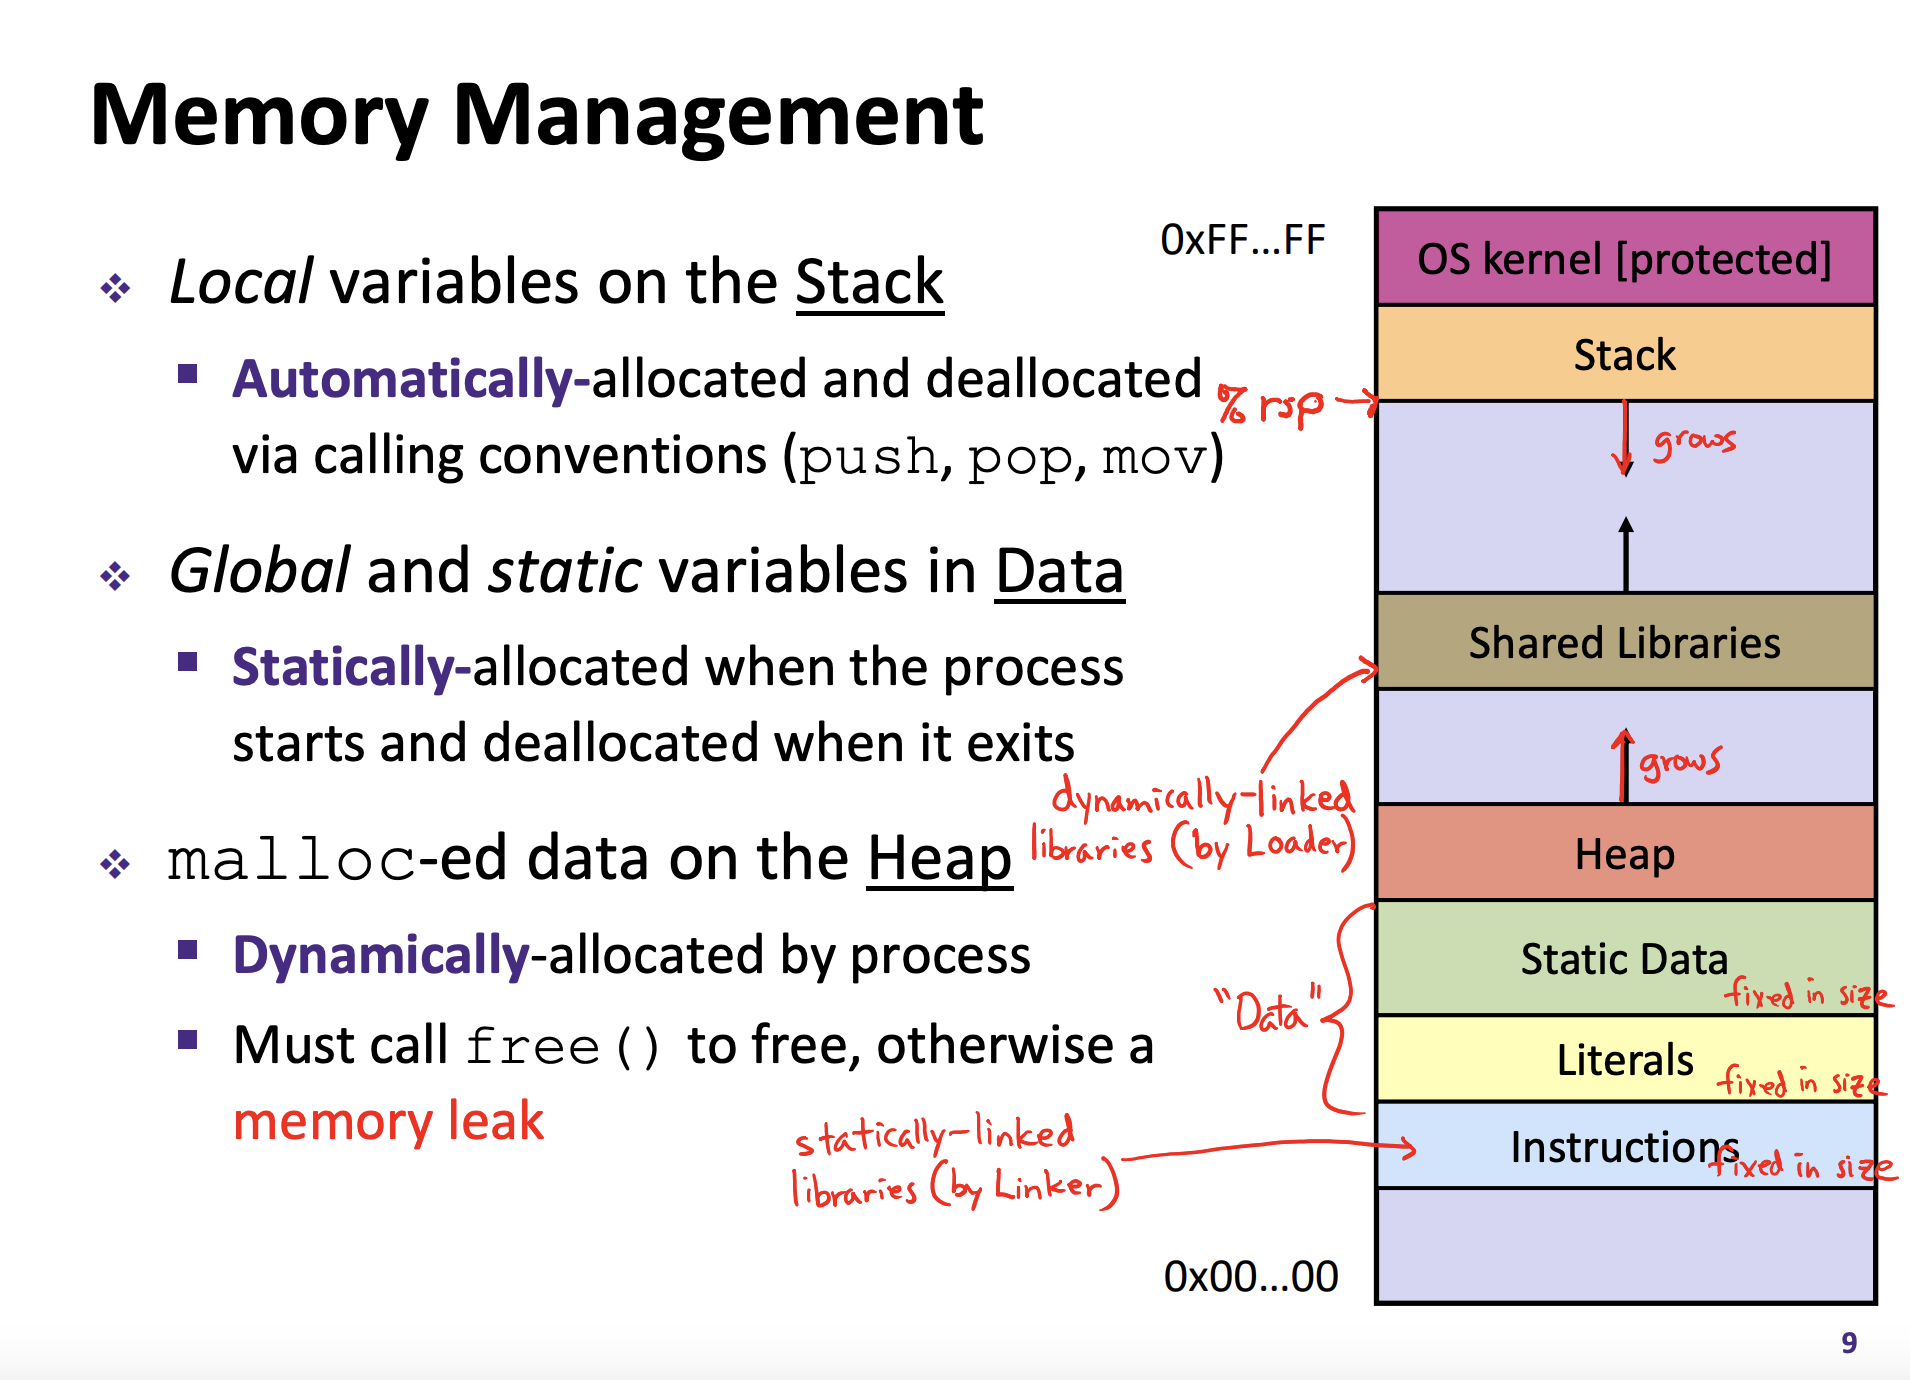 Memory Management
Local variables on the Stack
Automatically-allocated and deallocated
via calling conventions (push, pop, mov)
Global and static variables in Data
Statically-allocated when the process
starts and deallocated when it exits
malloc-ed data on the Heap
Dynamically-allocated by process
Must call free() to free, otherwise a
memory leak
0xFF...FF
OS kernel [protected]
Stack
% rsp
grows
Shared Libraries
dynamically-linked
libraries (by Loader)
grows
Heap
"Data"
Static Data
fixed in size
Literals
fixed in size
statically-linked
libraries (by Linker)
Instructions
fixed in size
0x00...00
9